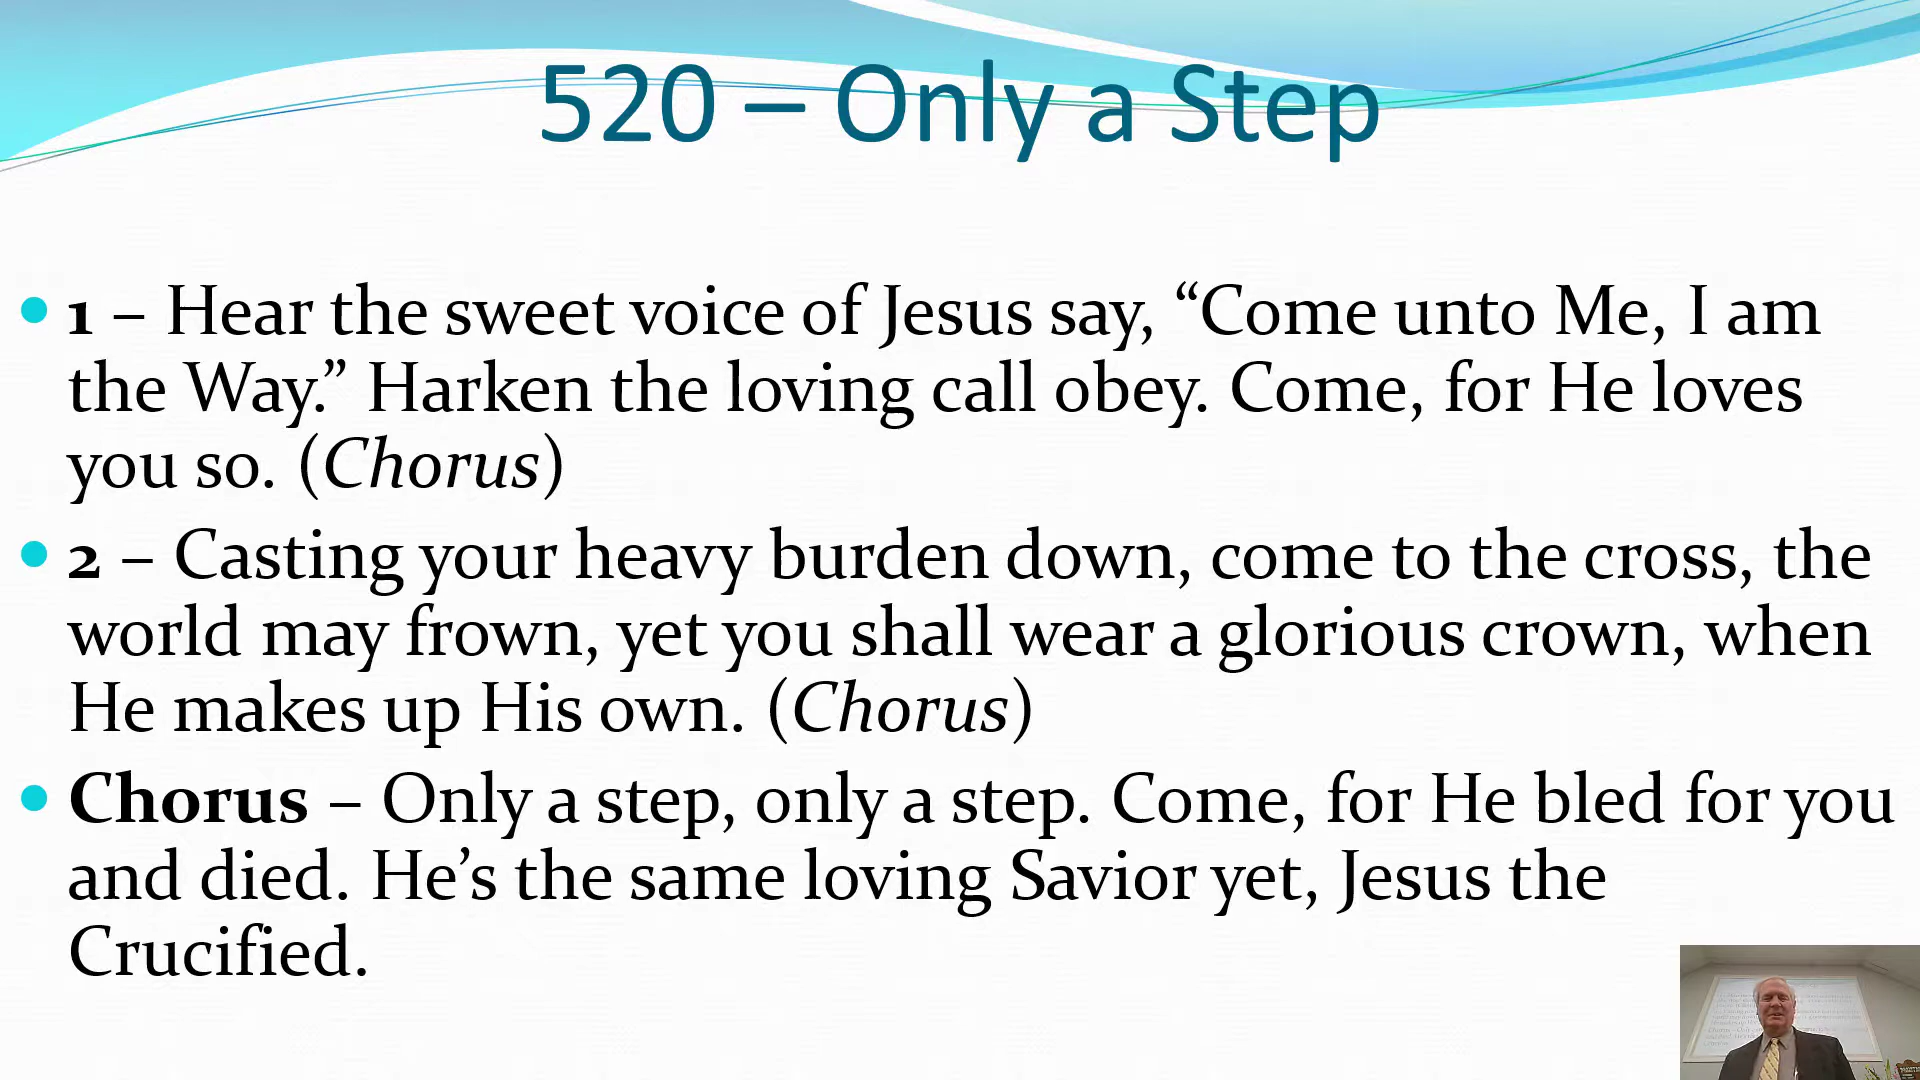 520 – Only a Step
• 1 – Hear the sweet voice of Jesus say, “Come unto Me, I am
the Way.” Harken the loving call obey. Come, for He loves
you so. (Chorus)
• 2 – Casting your heavy burden down, come to the cross, the
world may frown, yet you shall wear a glorious crown, when
He makes up His own. (Chorus)
• Chorus – Only a step, only a step. Come, for He bled for you
and died. He’s the same loving Savior yet, Jesus the
Crucified.